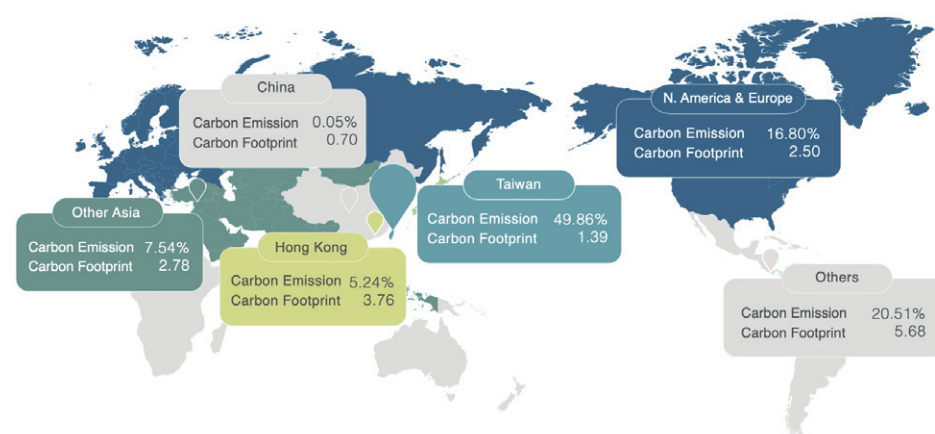 China
Carbon Emission 0.05%
Carbon Footprint 0.70
N. America & Europe
Carbon Emission 16.80%
Carbon Footprint 2.50
Taiwan
Carbon Emission 49.86%
Carbon Footprint 1.39
Other Asia
Carbon Emission 7.54%
Carbon Footprint 2.78
Hong Kong
Carbon Emission 5.24%
Carbon Footprint 3.76
Others
Carbon Emission 20.51%
Carbon Footprint 5.68